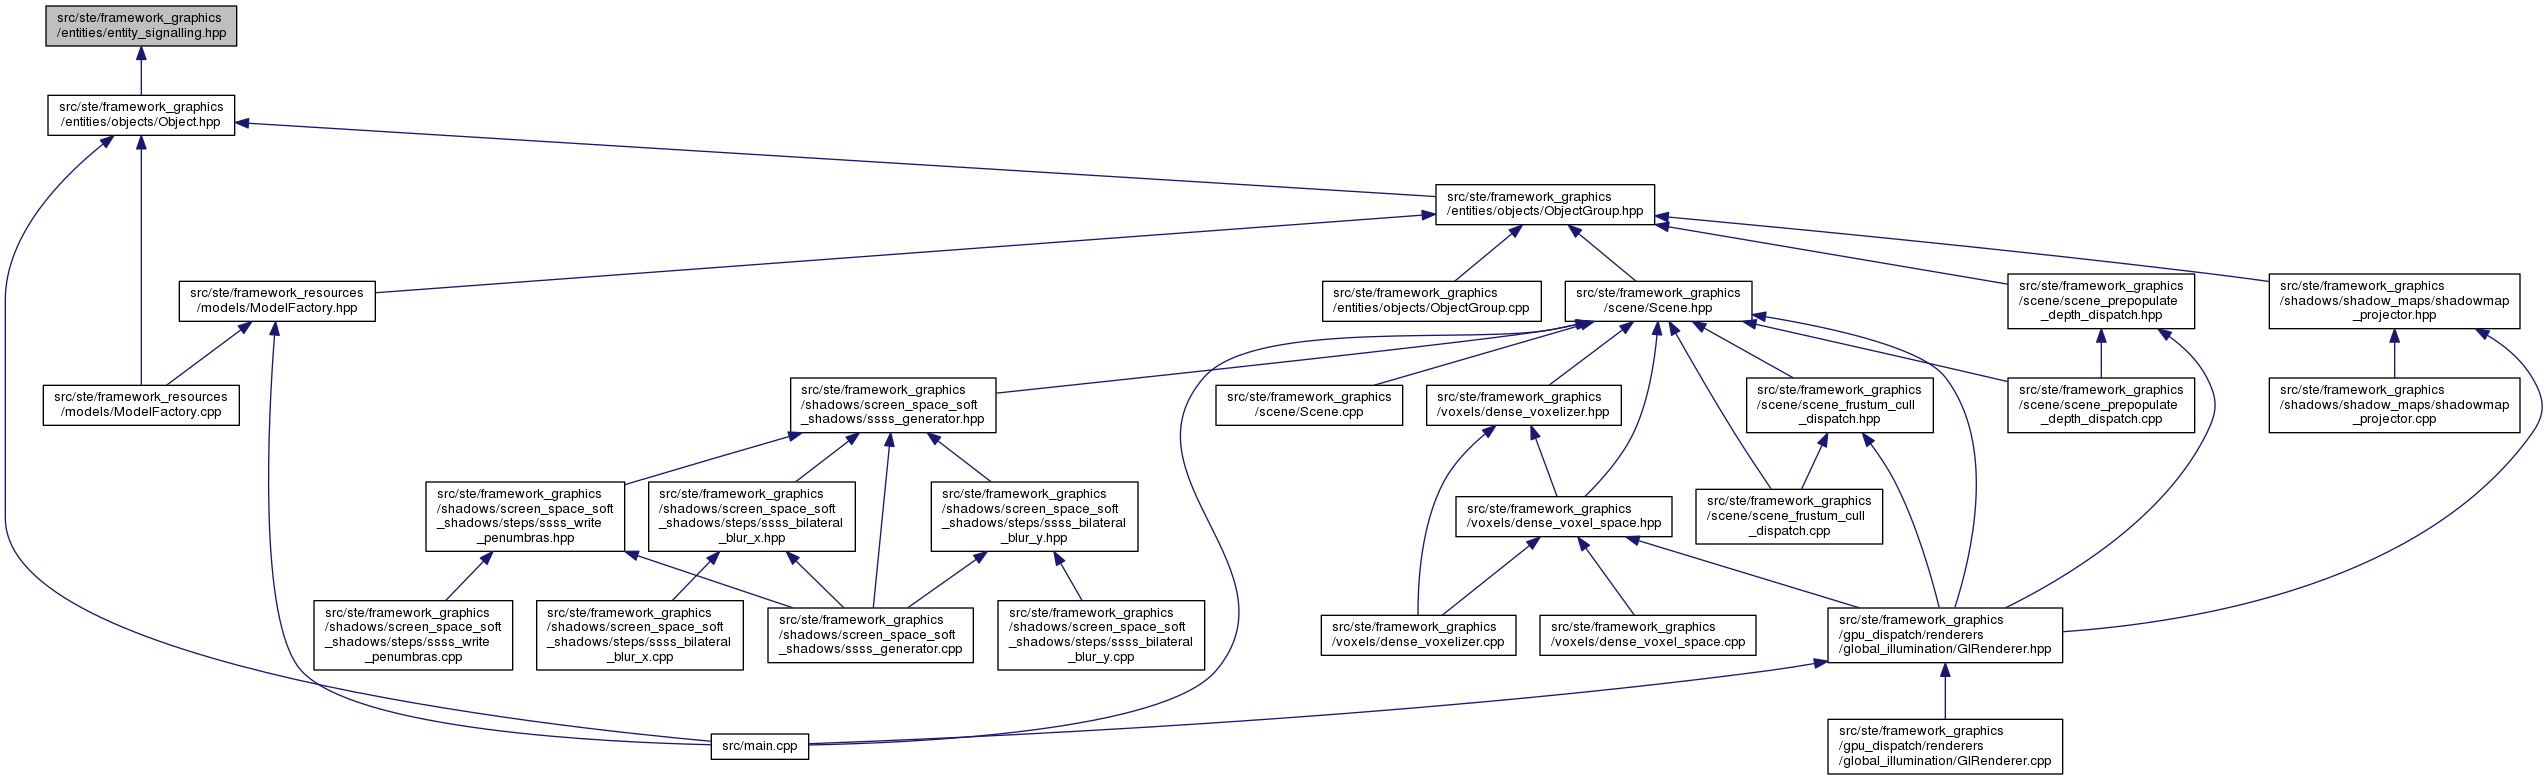 src/ste/framework_graphics
/entities/entity_signalling.hpp
src/ste/framework_graphics
/entities/objects/Object.hpp
src/ste/framework_graphics
/entities/objects/ObjectGroup.hpp
src/ste/framework_resources
/models/ModelFactory.hpp
src/ste/framework_graphics
/entities/objects/ObjectGroup.cpp
src/ste/framework_graphics
/scene/Scene.hpp
src/ste/framework_graphics
/scene/scene_prepopulate
_depth_dispatch.hpp
src/ste/framework_graphics
/shadows/shadow_maps/shadowmap
_projector.hpp
src/ste/framework_resources
/models/ModelFactory.cpp
src/ste/framework_graphics
/shadows/screen_space_soft
_shadows/ssss_generator.hpp
src/ste/framework_graphics
/scene/Scene.cpp
src/ste/framework_graphics
/voxels/dense_voxelizer.hpp
src/ste/framework_graphics
/scene/scene_frustum_cull
_dispatch.hpp
src/ste/framework_graphics
/scene/scene_prepopulate
_depth_dispatch.cpp
src/ste/framework_graphics
/shadows/shadow_maps/shadowmap
_projector.cpp
src/ste/framework_graphics
/shadows/screen_space_soft
_shadows/steps/ssss_write
_penumbras.hpp
src/ste/framework_graphics
/shadows/screen_space_soft
_shadows/steps/ssss_bilateral
_blur_x.hpp
src/ste/framework_graphics
/shadows/screen_space_soft
_shadows/steps/ssss_bilateral
_blur_y.hpp
src/ste/framework_graphics
/voxels/dense_voxel_space.hpp
src/ste/framework_graphics
/scene/scene_frustum_cull
_dispatch.cpp
src/ste/framework_graphics
/shadows/screen_space_soft
_shadows/steps/ssss_write
_penumbras.cpp
src/ste/framework_graphics
/shadows/screen_space_soft
_shadows/steps/ssss_bilateral
_blur_x.cpp
src/ste/framework_graphics
/shadows/screen_space_soft
_shadows/ssss_generator.cpp
src/ste/framework_graphics
/shadows/screen_space_soft
_shadows/steps/ssss_bilateral
_blur_y.cpp
src/ste/framework_graphics
/voxels/dense_voxelizer.cpp
src/ste/framework_graphics
/voxels/dense_voxel_space.cpp
src/ste/framework_graphics
/gpu_dispatch/renderers
/global_illumination/GIRenderer.hpp
src/main.cpp
src/ste/framework_graphics
/gpu_dispatch/renderers
/global_illumination/GIRenderer.cpp